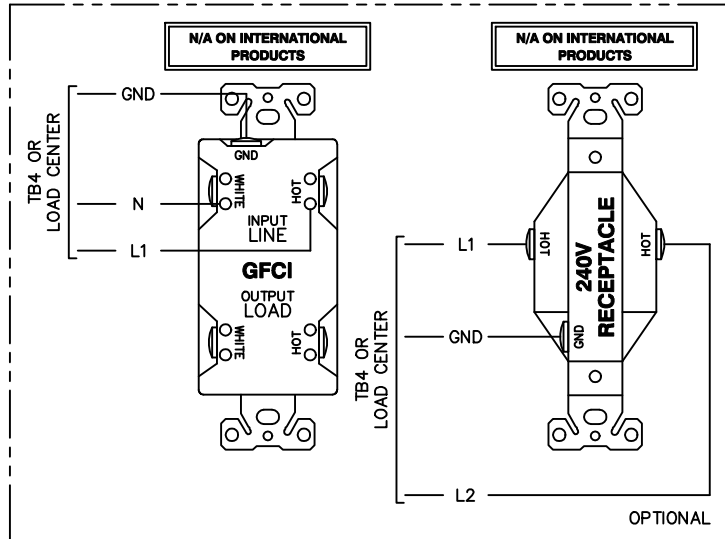 N/A ON INTERNATIONAL
PRODUCTS
GND
TB4 OR
LOAD CENTER
N
L1
GND
WHITE
HOT
INPUT
LINE
GFCI
OUTPUT
LOAD
WHITE
HOT
N/A ON INTERNATIONAL
PRODUCTS
L1
HOT
240V
RECEPTACLE
HOT
GND
GND
TB4 OR
LOAD CENTER
L2
OPTIONAL